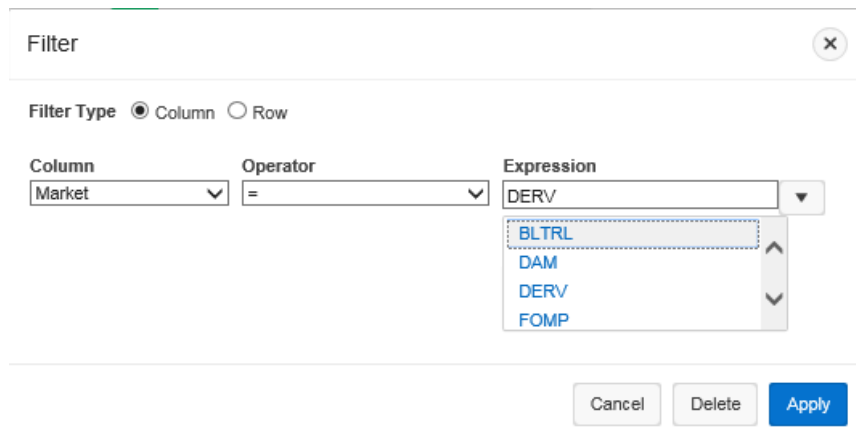 Filter
Filter Type Column Row
Column Operator Expression
Market = DERV
BLTRL
DAM
DERV
FOMP
Cancel Delete Apply